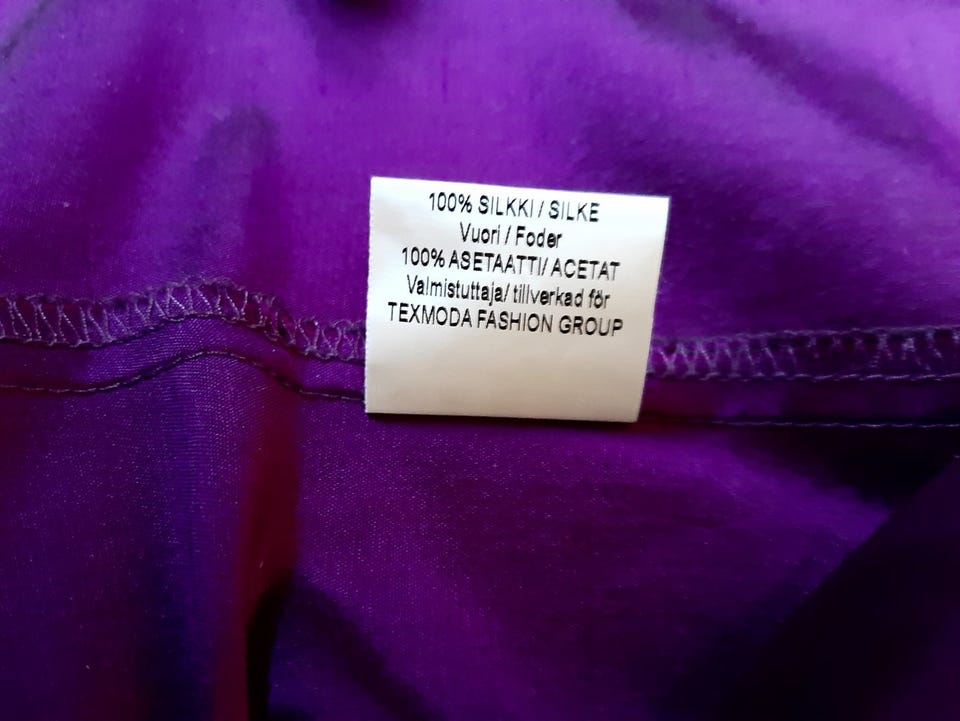 100% SILKKI / SILKE
Vuori / Foder
100% ASETAATTI/ ACETAT
Valmistuttaja/ tillverkad för
TEXMODA FASHION GROUP